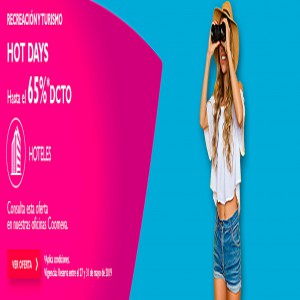 RECREACIÓN Y TURISMO
HOT DAYS
Hasta el 65%* DCTO
HOTELES
Consulta esta oferta
en nuestras oficinas Coomeva.
VER OFERTA >
*Aplica condiciones.
*Vigencia: Reserva entre el 27 y 31 de mayo de 2019